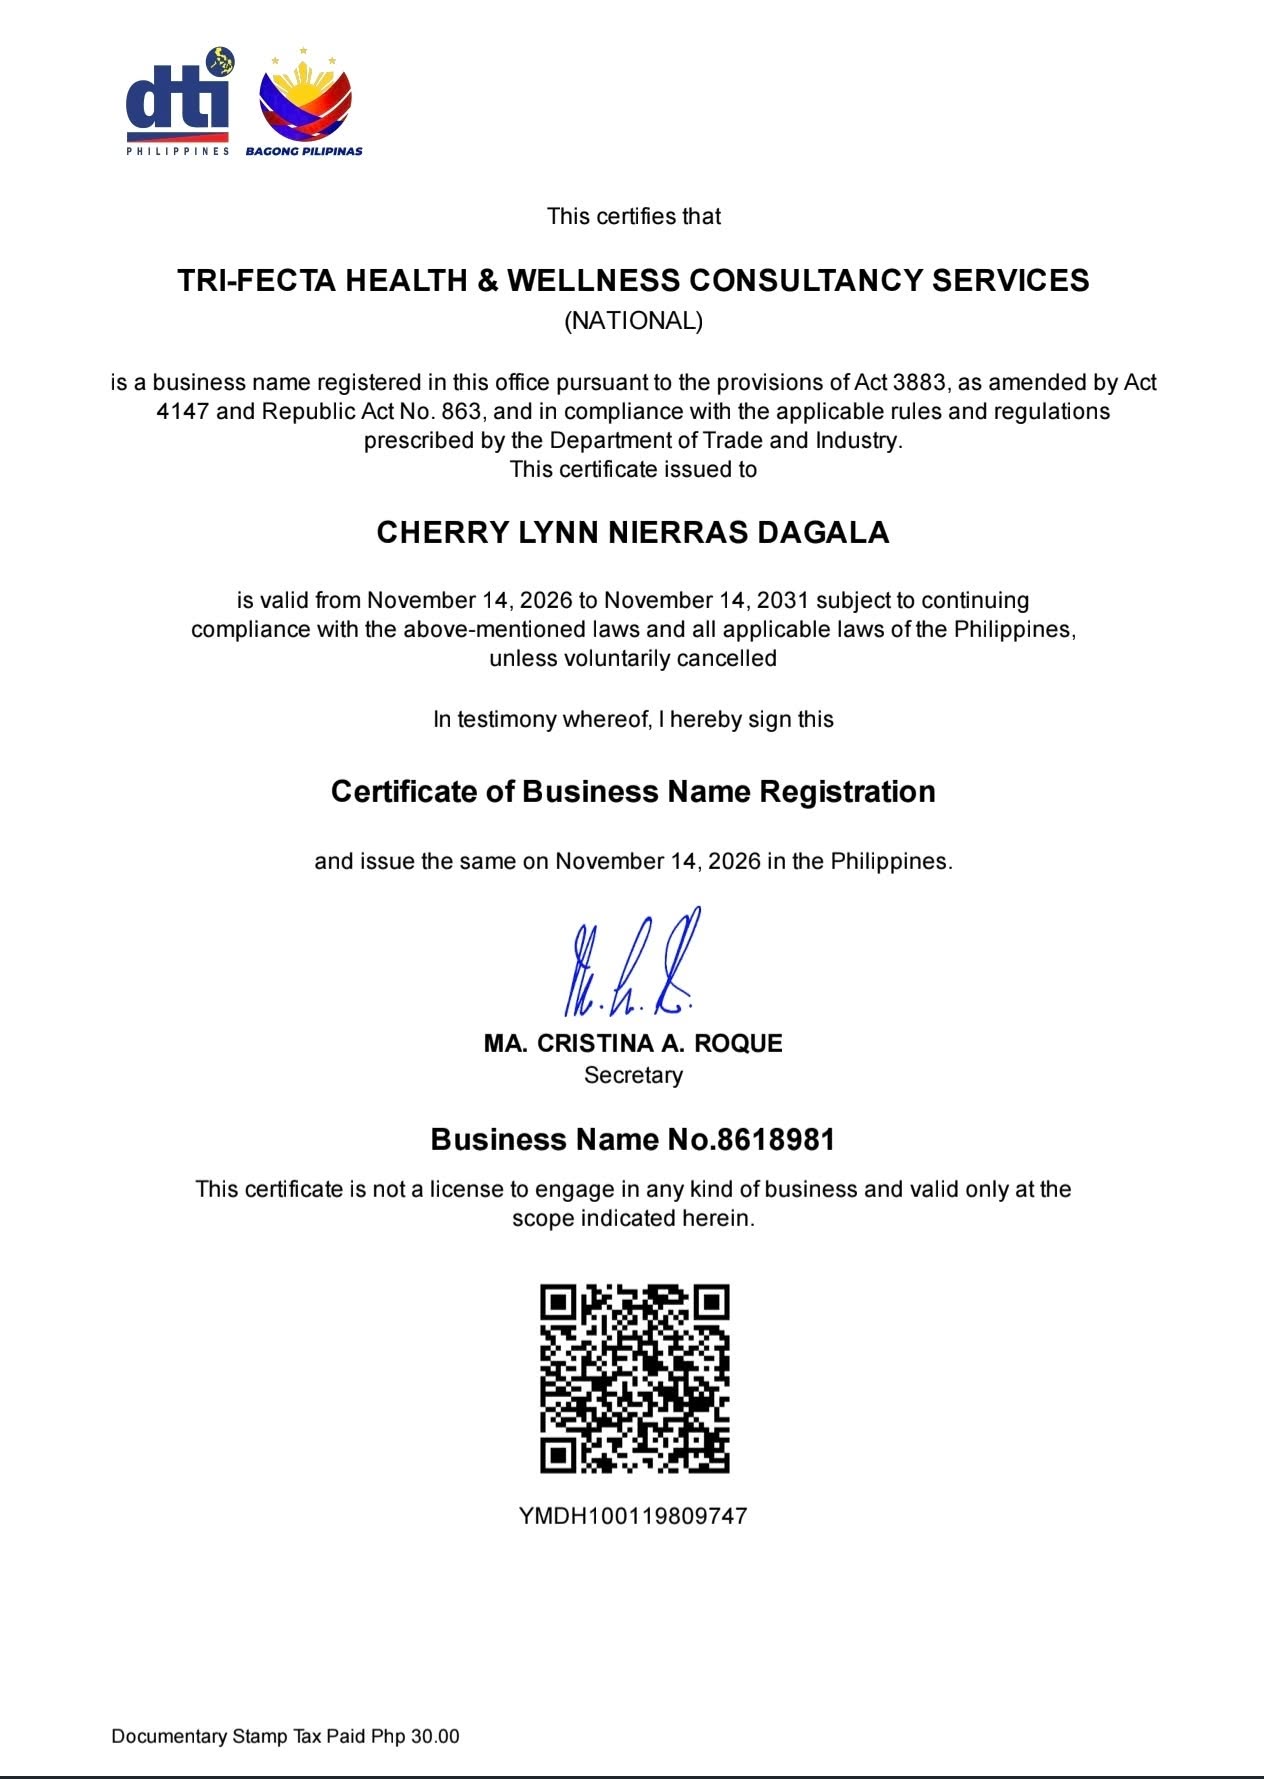 dti
PHILIPPINES
BAGONG PILIPINAS
This certifies that
TRI-FECTA HEALTH & WELLNESS CONSULTANCY SERVICES
(NATIONAL)
is a business name registered in this office pursuant to the provisions of Act 3883, as amended by Act
4147 and Republic Act No. 863, and in compliance with the applicable rules and regulations
prescribed by the Department of Trade and Industry.
This certificate issued to
CHERRY LYNN NIERRAS DAGALA
is valid from November 14, 2026 to November 14, 2031 subject to continuing
compliance with the above-mentioned laws and all applicable laws of the Philippines,
unless voluntarily cancelled
In testimony whereof, I hereby sign this
Certificate of Business Name Registration
and issue the same on November 14, 2026 in the Philippines.
MA. CRISTINA A. ROQUE
Secretary
Business Name No.8618981
This certificate is not a license to engage in any kind of business and valid only at the
scope indicated herein.
YMDH100119809747
Documentary Stamp Tax Paid Php 30.00